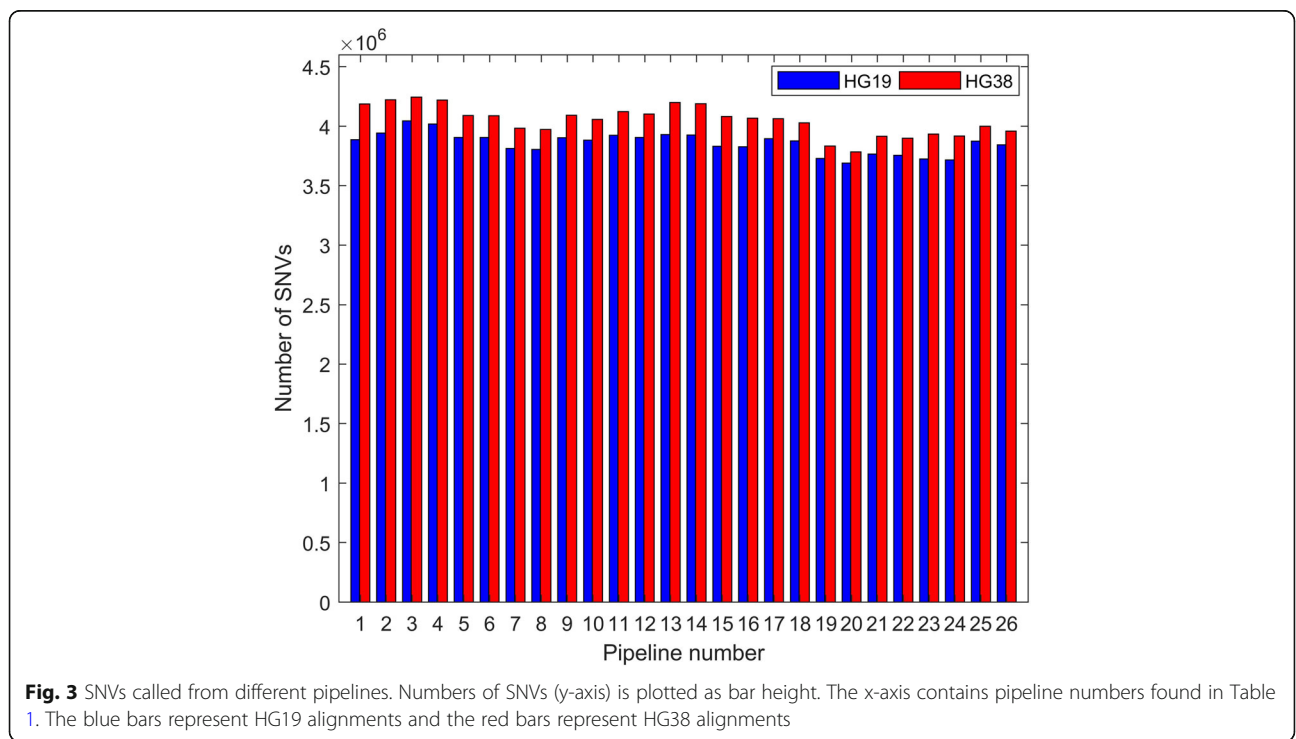 ×10⁶
4.5
4
3.5
3
2.5
2
1.5
1
0.5
0
Number of SNVs
HG19 HG38
1 2 3 4 5 6 7 8 9 10 11 12 13 14 15 16 17 18 19 20 21 22 23 24 25 26
Pipeline number
Fig. 3 SNVs called from different pipelines. Numbers of SNVs (y-axis) is plotted as bar height. The x-axis contains pipeline numbers found in Table
1. The blue bars represent HG19 alignments and the red bars represent HG38 alignments